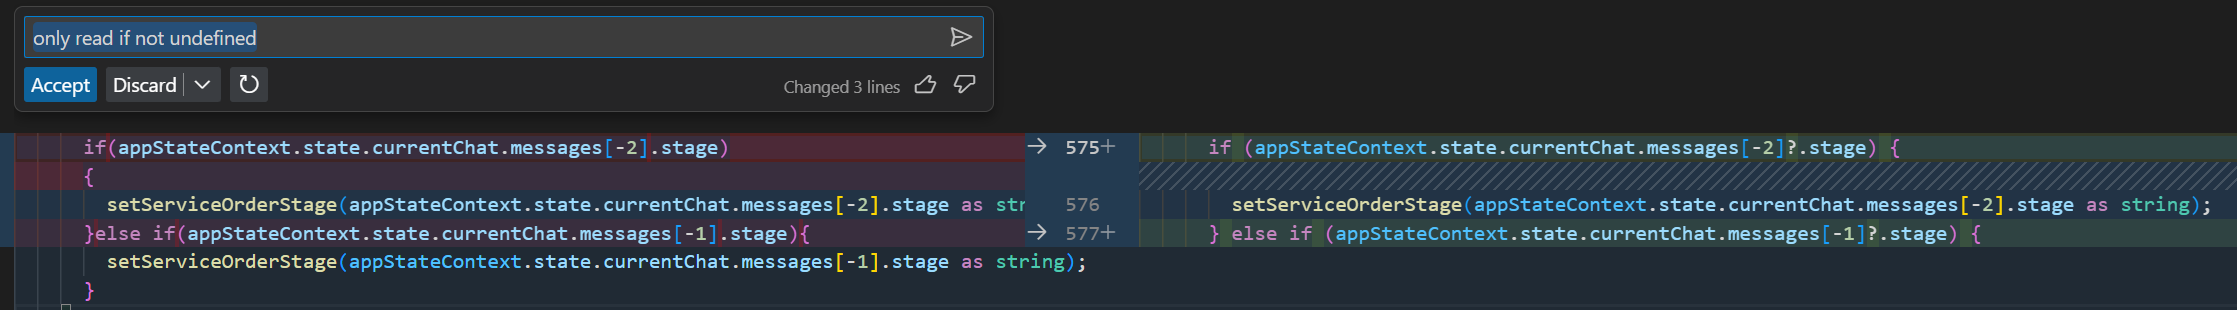 only read if not undefined
Accept Discard Changed 3 lines
if(appStateContext.state.currentChat.messages[-2].stage)
{
setServiceOrderStage(appStateContext.state.currentChat.messages[-2].stage as str
}else if(appStateContext.state.currentChat.messages[-1].stage){
setServiceOrderStage(appStateContext.state.currentChat.messages[-1].stage as string);
}
575+ if (appStateContext.state.currentChat.messages[-2]?.stage) {
576 setServiceOrderStage(appStateContext.state.currentChat.messages[-2].stage as string);
577+ } else if (appStateContext.state.currentChat.messages[-1]?.stage) {